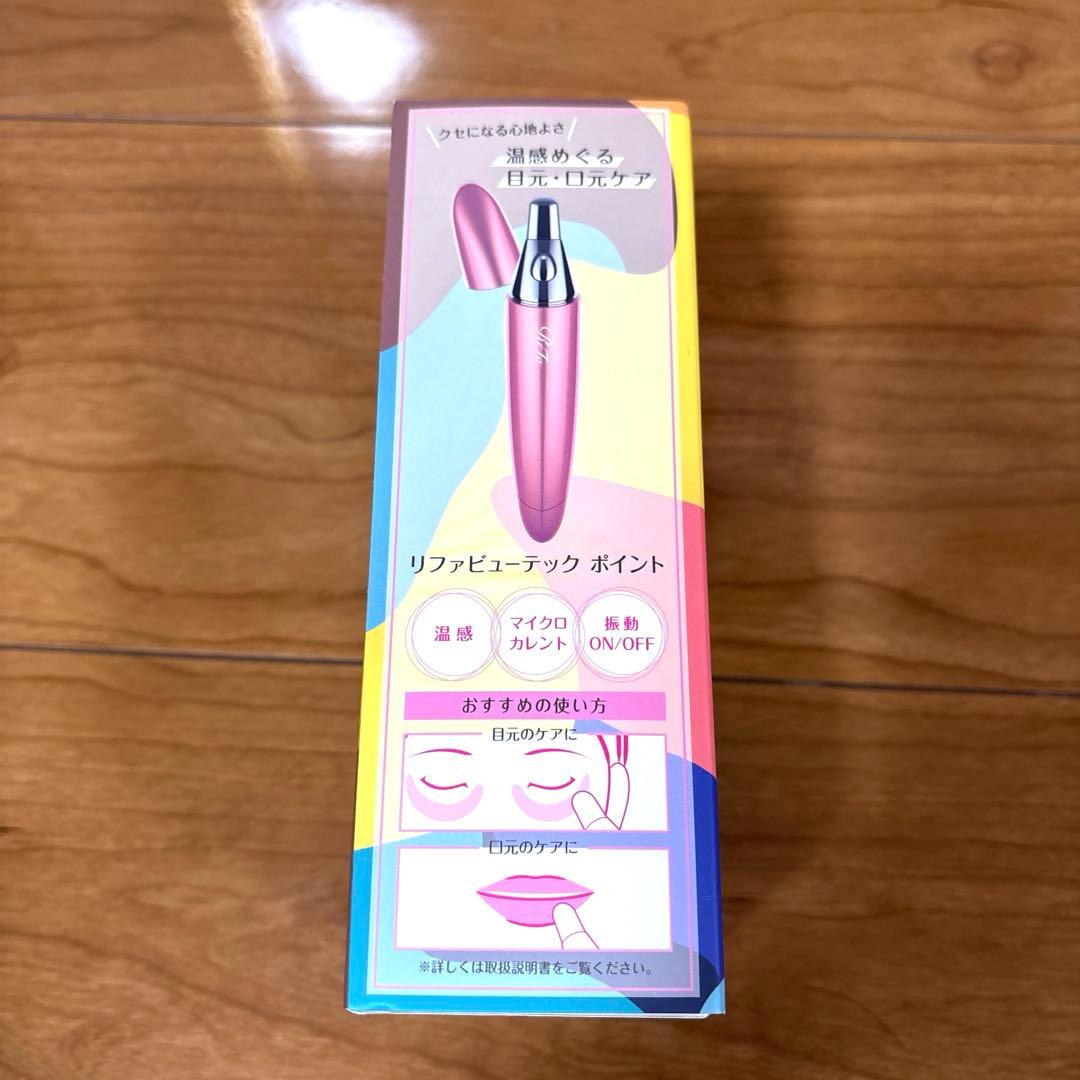 クセになる心地よさ
温感めぐる
目元・口元ケア
ReFa
リファビューテック ポイント
温感
マイクロ
カレント
振動
ON/OFF
おすすめの使い方
目元のケアに
口元のケアに
※詳しくは取扱説明書をご覧ください。